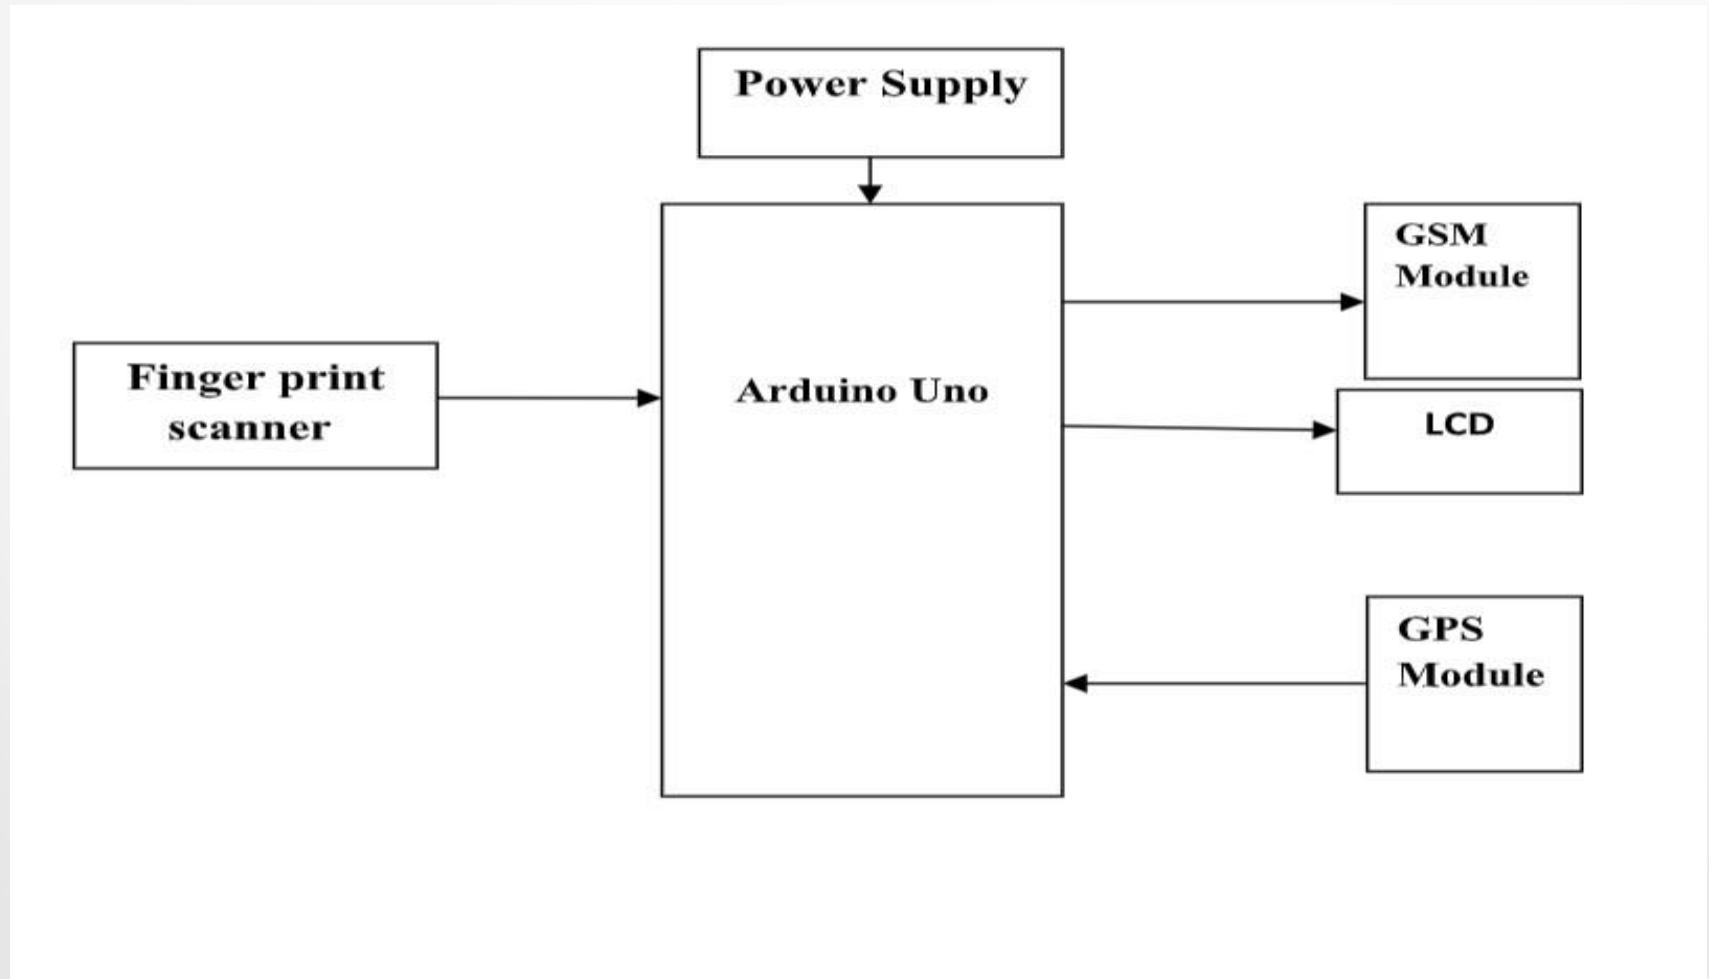 Power Supply
GSM
Module
Finger print
scanner
Arduino Uno
LCD
GPS
Module